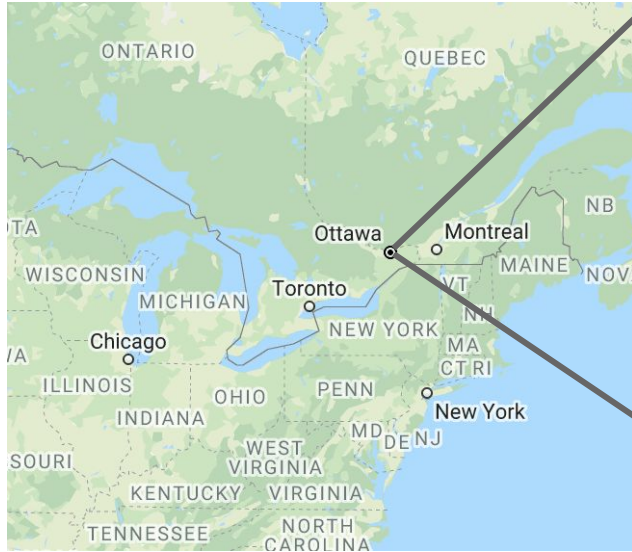 ONTARIO
QUEBEC
NB
TA
Ottawa
Montreal
WISCONSIN
MAINE
NOV
MICHIGAN
Toronto
VT
NH
NEW YORK
Chicago
MA
WA
CT RI
ILLINOIS
OHIO
PENN
New York
INDIANA
MD
DE
NJ
WEST
VIRGINIA
SOURI
KENTUCKY
VIRGINIA
NORTH
CAROLINA
TENNESSEE